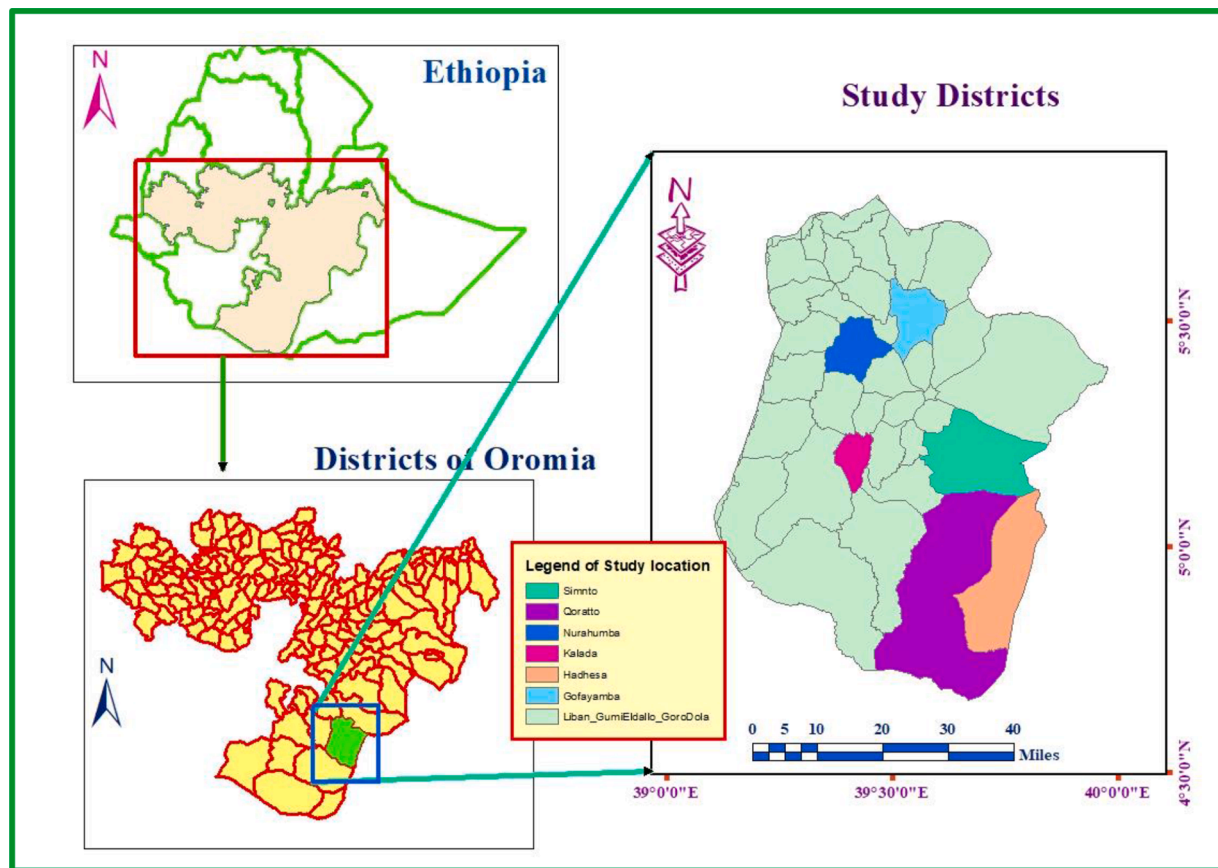 N
Ethiopia
Study Districts
N
5°30'0"N
Districts of Oromia
N
Legend of Study location
Simnto
Qoratto
Nurahumba
Kalada
Hadhesa
Gofayamba
Liban_GumiEldallo_GoroDola
5°0'0"N
0 5 10 20 30 40
Miles
4°30'0"N
39°0'0"E 39°30'0"E 40°0'0"E